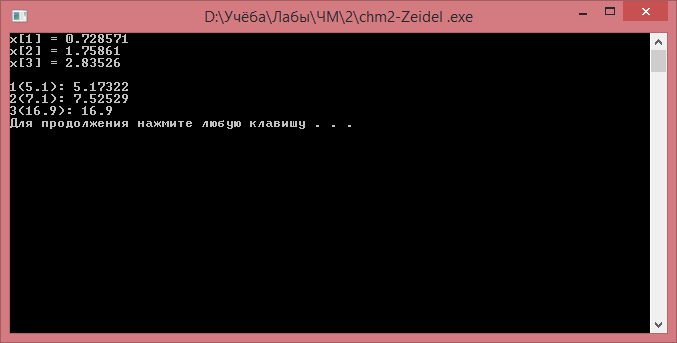 D:\Учёба\Лабы\ЧМ\2\chm2-Zeidel .exe
x[1] = 0.728571
x[2] = 1.75861
x[3] = 2.83526
1(5.1): 5.17322
2(7.1): 7.52529
3(16.9): 16.9
Для продолжения нажмите любую клавишу . . .